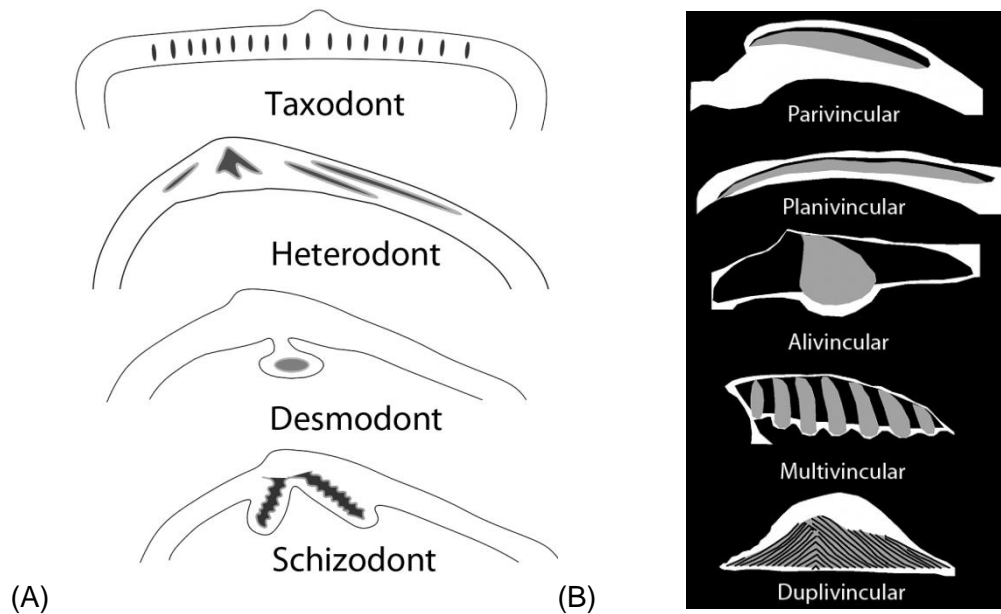 Taxodont
Heterodont
Desmodont
Schizodont
(A)
Parivincular
Planivincular
Alivincular
Multivincular
Duplivincular
(B)